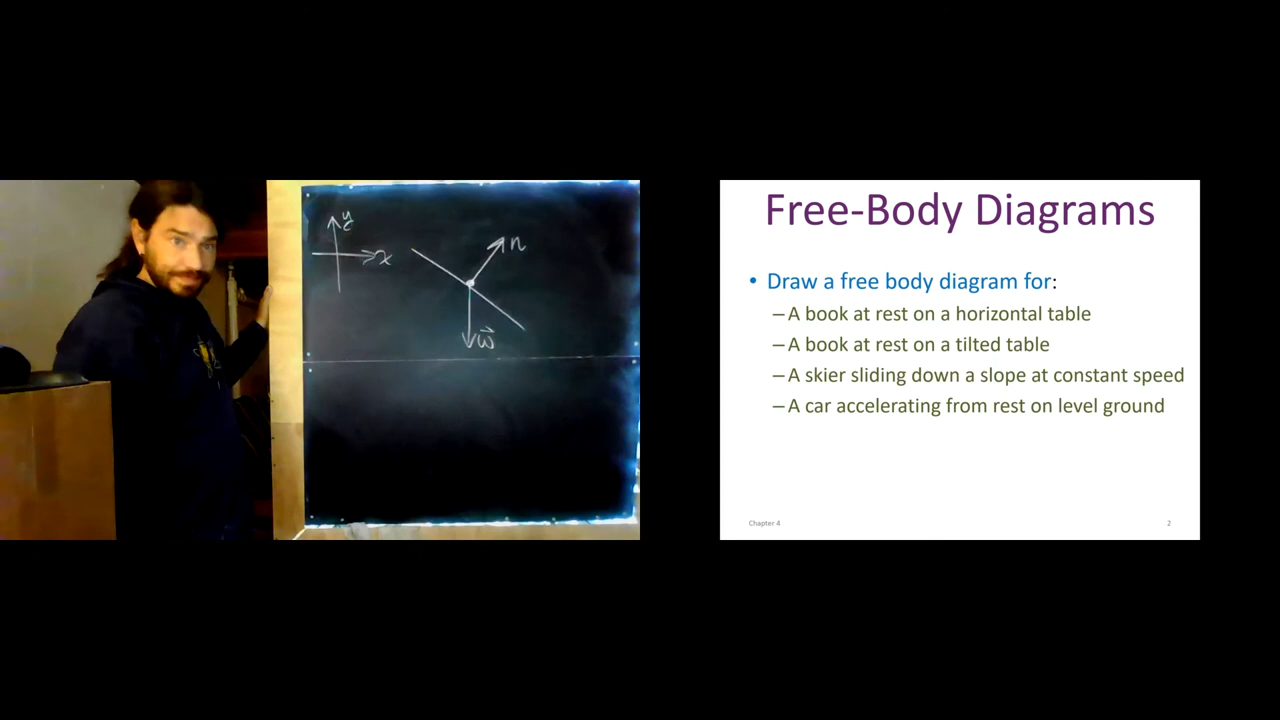 y
x
n
w⃗
Free-Body Diagrams
• Draw a free body diagram for:
–A book at rest on a horizontal table
–A book at rest on a tilted table
–A skier sliding down a slope at constant speed
–A car accelerating from rest on level ground
Chapter 4
2